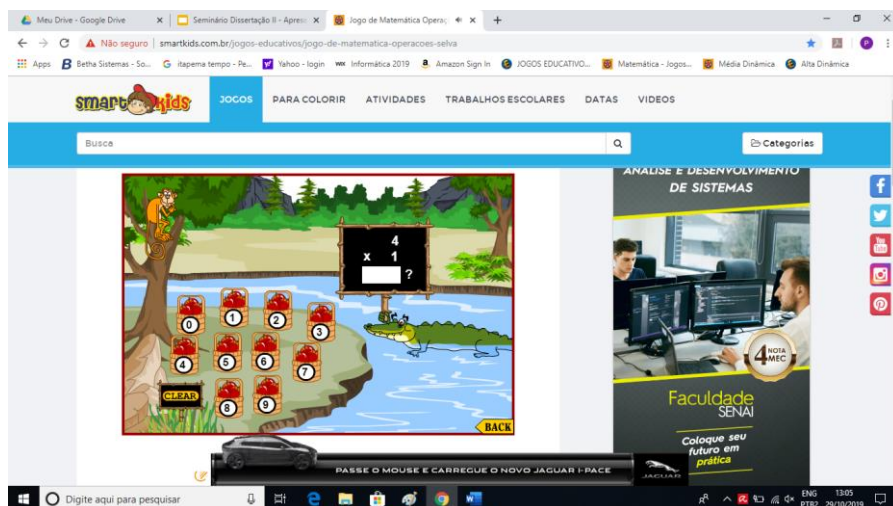 Meu Drive - Google Drive
Seminário Dissertação II - Aprese
Jogo de Matemática Operaç
Não seguro | smartkids.com.br/jogos-educativos/jogo-de-matematica-operacoes-selva
Apps
Betha Sistemas - So...
itapema tempo - Pe...
Yahoo - login
Informática 2019
Amazon Sign In
JOGOS EDUCATIVO...
Matemática - Jogos...
Média Dinâmica
Alta Dinâmica
smart kids
JOGOS
PARA COLORIR
ATIVIDADES
TRABALHOS ESCOLARES
DATAS
VIDEOS
Busca
Categorias
ANÁLISE E DESENVOLVIMENTO
DE SISTEMAS
4
x 1
?
0
1
2
3
4
5
6
7
CLEAR
8
9
BACK
4 NOTA
MEC
Faculdade
SENAI
Coloque seu
futuro em
prática
You
Tube
PASSE O MOUSE E CARREGUE O NOVO JAGUAR I-PACE
JAGUAR
Digite aqui para pesquisar
ENG
PTB2
13:05
29/10/2019